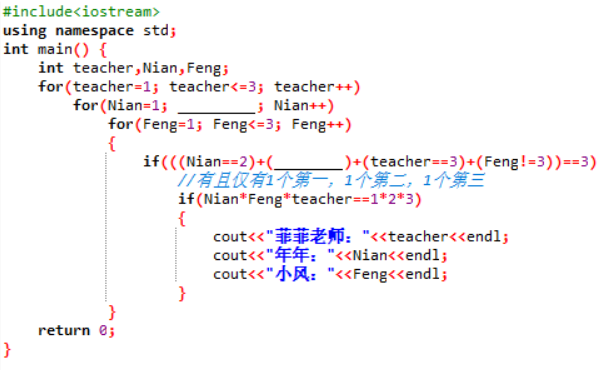 #include<iostream>
using namespace std;
int main() {
    int teacher,Nian,Feng;
    for(teacher=1; teacher<=3; teacher++)
        for(Nian=1; _________; Nian++)
            for(Feng=1; Feng<=3; Feng++)
            {
                if(((Nian==2)+(________)+(teacher==3)+(Feng!=3))==3)
                    //有且仅有1个第一，1个第二，1个第三
                    if(Nian*Feng*teacher==1*2*3)
                    {
                        cout<<"菲菲老师："<<teacher<<endl;
                        cout<<"年年："<<Nian<<endl;
                        cout<<"小风："<<Feng<<endl;
                    }
            }
    return 0;
}